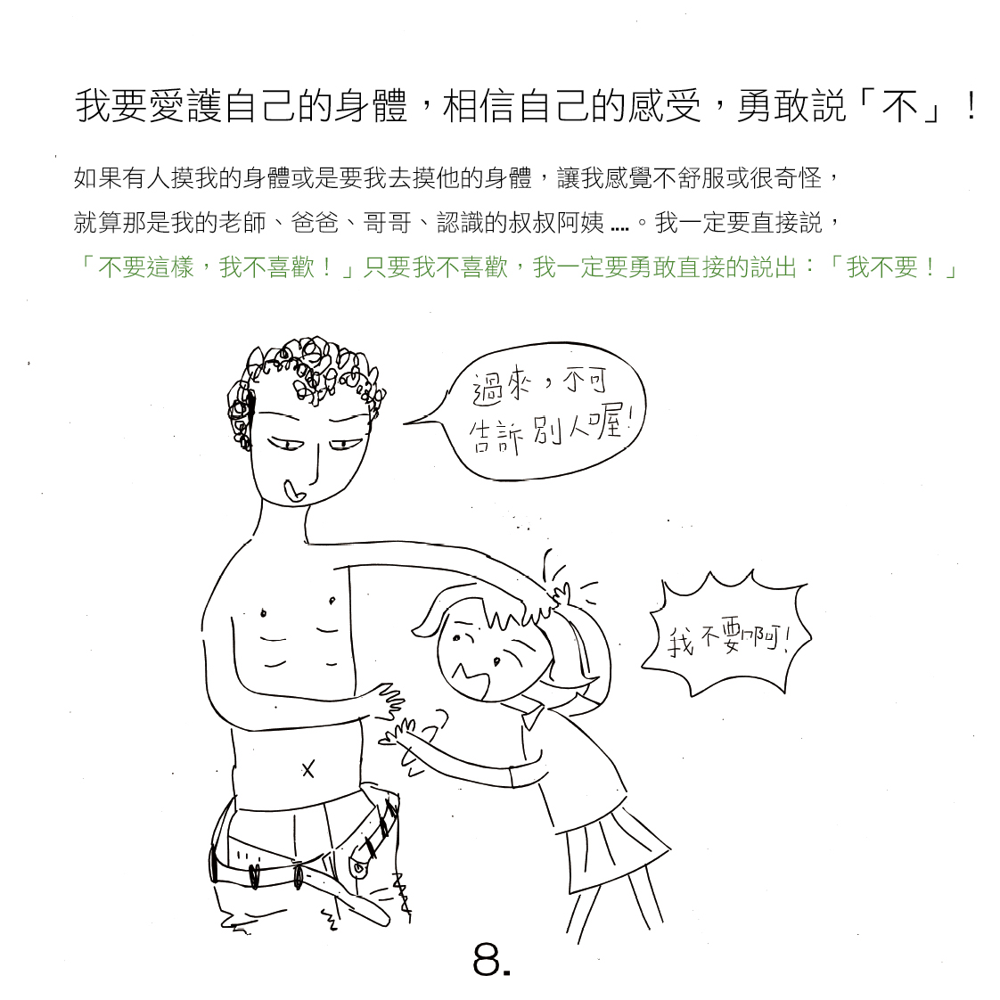 我要愛護自己的身體，相信自己的感受，勇敢説「不」！
如果有人摸我的身體或是要我去摸他的身體，讓我感覺不舒服或很奇怪，
就算那是我的老師、爸爸、哥哥、認識的叔叔阿姨 ....。我一定要直接説，
「不要這樣，我不喜歡！」只要我不喜歡，我一定要勇敢直接的説出：「我不要！」
過來，不可
告訴別人喔！
我不要啊！
8.